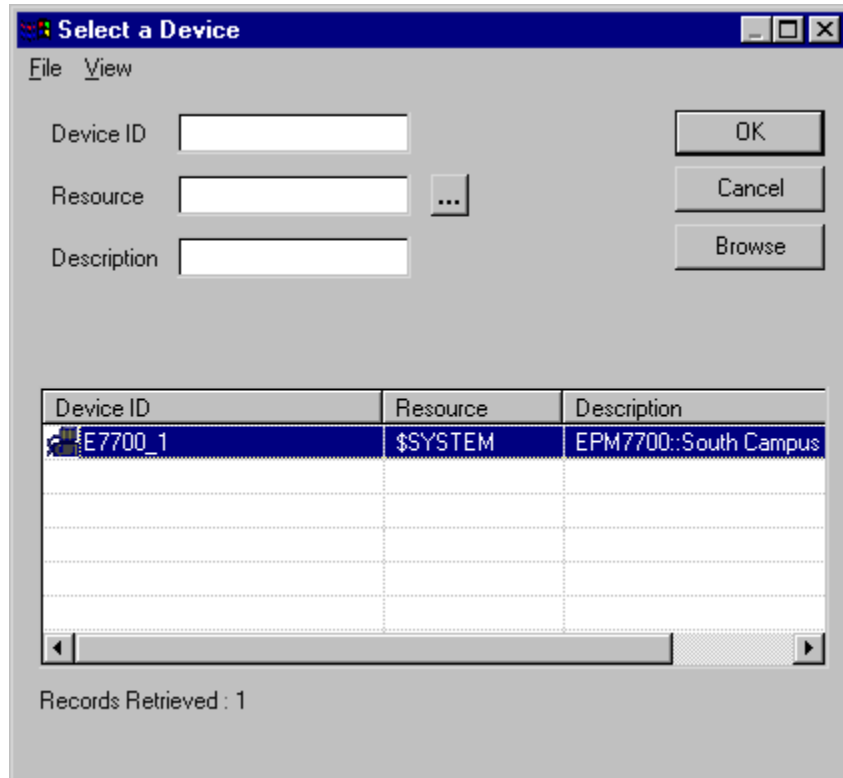 Select a Device
File View
Device ID
OK
Resource
...
Cancel
Description
Browse
Device ID Resource Description
E7700_1 $SYSTEM EPM7700::South Campus
Records Retrieved : 1